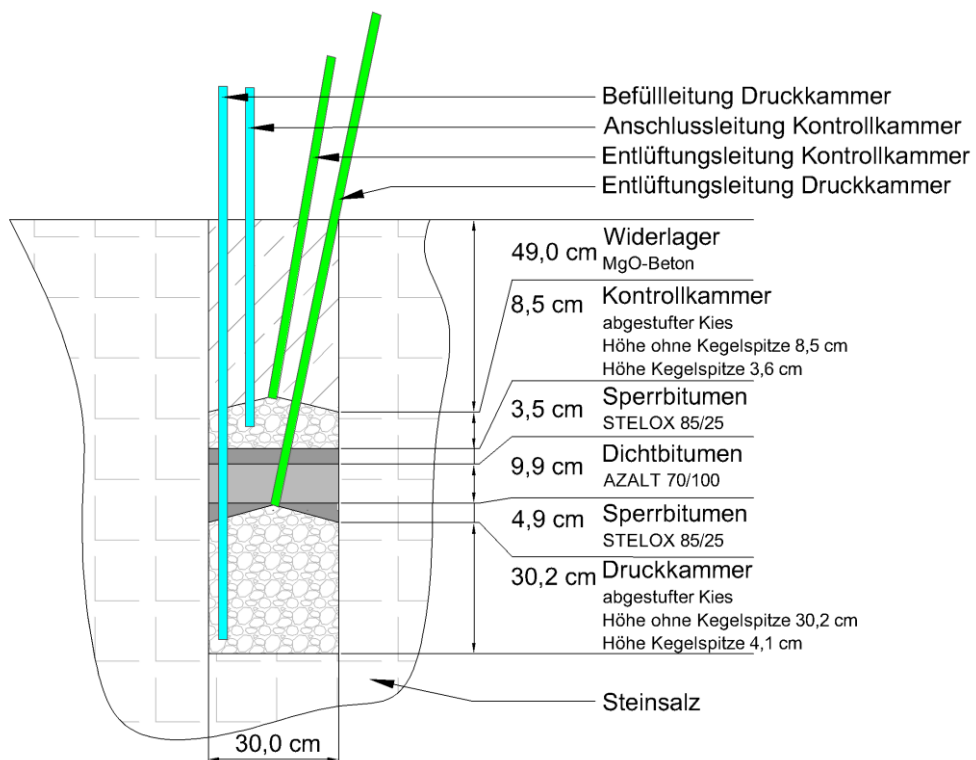 Befüllleitung Druckkammer
Anschlussleitung Kontrollkammer
Entlüftungsleitung Kontrollkammer
Entlüftungsleitung Druckkammer
49,0 cm Widerlager
MgO-Beton
8,5 cm Kontrollkammer
abgestufter Kies
Höhe ohne Kegelspitze 8,5 cm
Höhe Kegelspitze 3,6 cm
3,5 cm Sperrbitumen
STELOX 85/25
9,9 cm Dichtbitumen
AZALT 70/100
4,9 cm Sperrbitumen
STELOX 85/25
30,2 cm Druckkammer
abgestufter Kies
Höhe ohne Kegelspitze 30,2 cm
Höhe Kegelspitze 4,1 cm
Steinsalz
30,0 cm